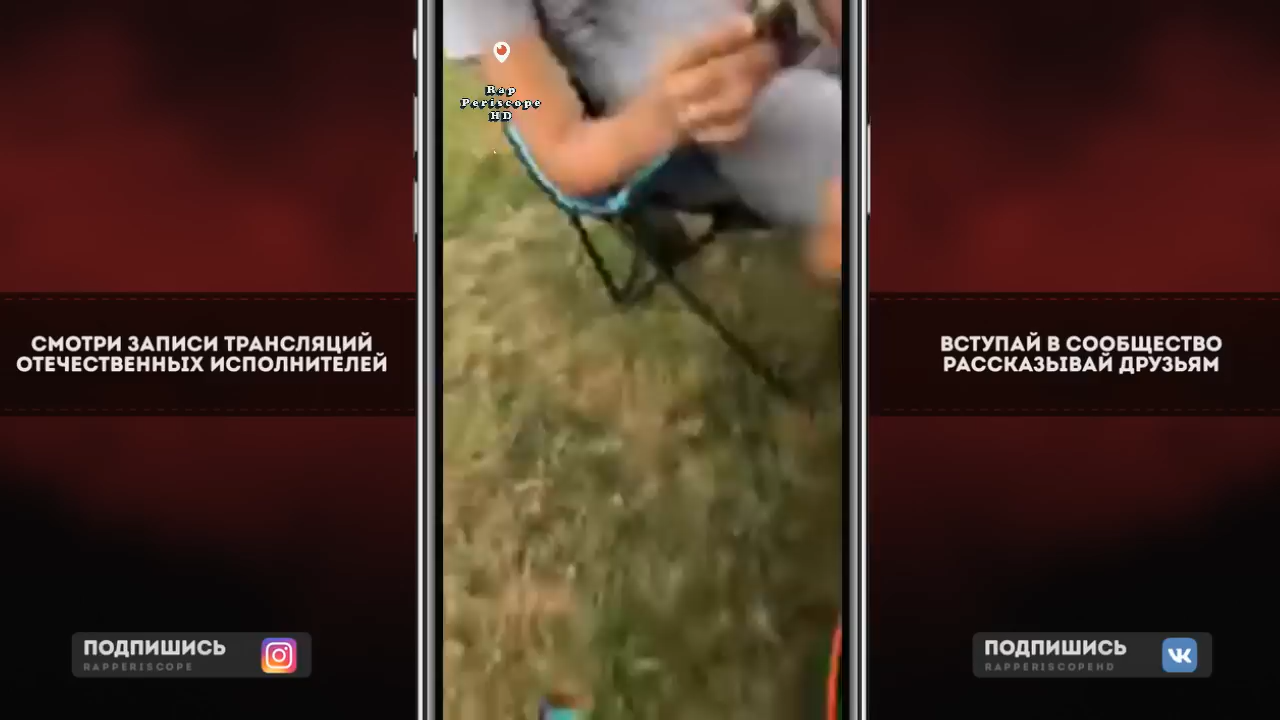 Rap
Periscope
HD
СМОТРИ ЗАПИСИ ТРАНСЛЯЦИЙ
ОТЕЧЕСТВЕННЫХ ИСПОЛНИТЕЛЕЙ
ВСТУПАЙ В СООБЩЕСТВО
РАССКАЗЫВАЙ ДРУЗЬЯМ
ПОДПИШИСЬ
RAPPERISCOPE
ПОДПИШИСЬ
RAPPERISCOPEHD